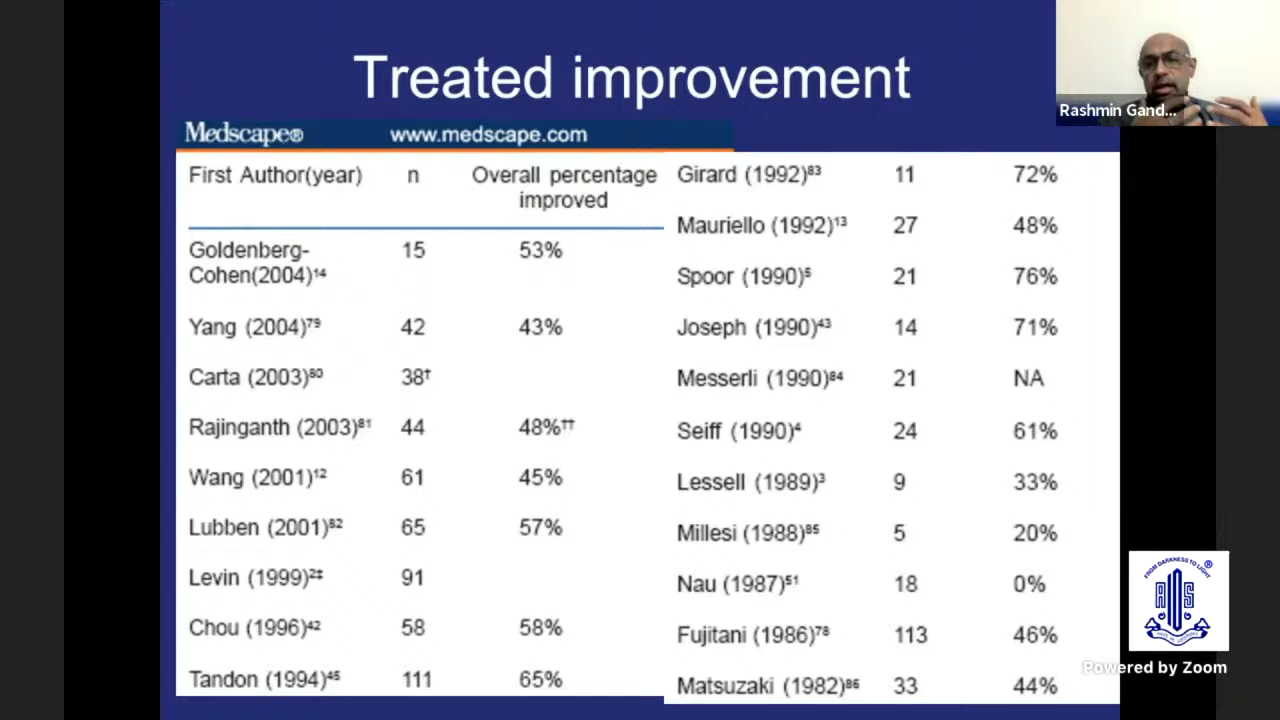 Treated improvement
Medscape® www.medscape.com
First Author(year) n Overall percentage
improved
Goldenberg-
Cohen(2004)¹⁴ 15 53%
Yang (2004)⁷⁹ 42 43%
Carta (2003)⁸⁰ 38†
Rajinganth (2003)⁸¹ 44 48%††
Wang (2001)¹² 61 45%
Lubben (2001)⁸² 65 57%
Levin (1999)²‡ 91
Chou (1996)⁴² 58 58%
Tandon (1994)⁴⁵ 111 65%
Girard (1992)⁸³ 11 72%
Mauriello (1992)¹³ 27 48%
Spoor (1990)⁵ 21 76%
Joseph (1990)⁴³ 14 71%
Messerli (1990)⁸⁴ 21 NA
Seiff (1990)⁴ 24 61%
Lessell (1989)³ 9 33%
Millesi (1988)⁸⁵ 5 20%
Nau (1987)⁵¹ 18 0%
Fujitani (1986)⁷⁸ 113 46%
Matsuzaki (1982)⁸⁶ 33 44%
Rashmin Gand...
FROM DARKNESS TO LIGHT ®
Powered by Zoom